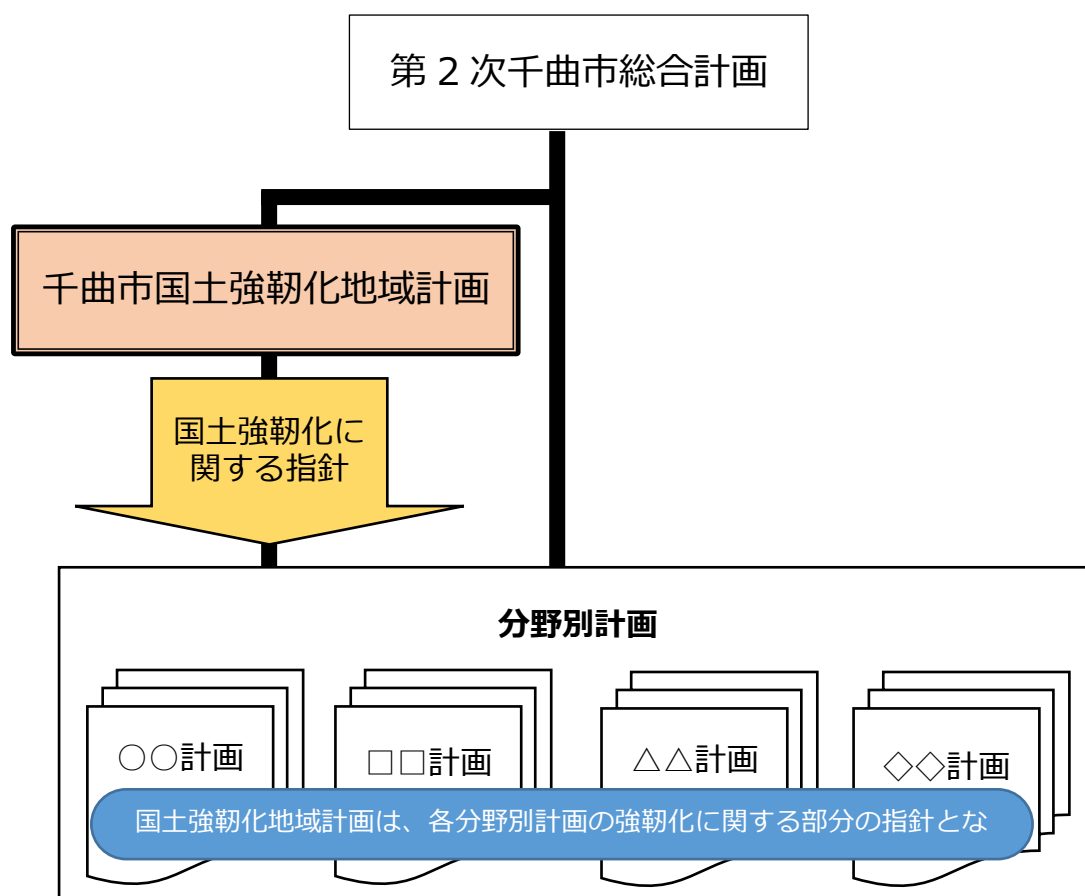 第2次千曲市総合計画
千曲市国土強靭化地域計画
国土強靭化に
関する指針
分野別計画
○○計画
□□計画
△△計画
◇◇計画
国土強靭化地域計画は、各分野別計画の強靭化に関する部分の指針とな